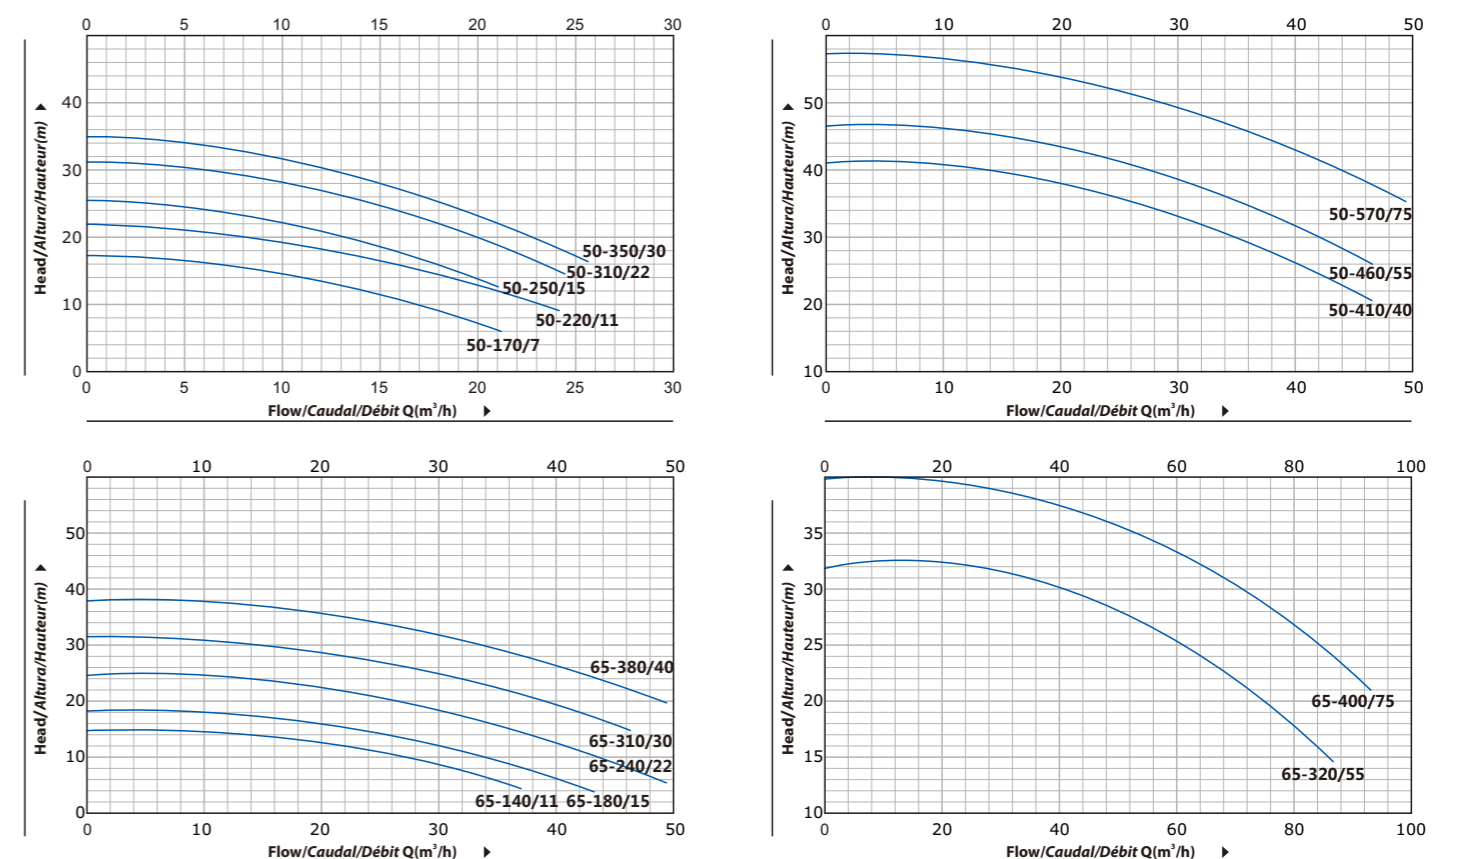 0 5 10 15 20 25 30
40
30
20
10
0
Head/Altura/Hauteur(m)
50-350/30
50-310/22
50-250/15
50-220/11
50-170/7
0 5 10 15 20 25 30
Flow/Caudal/Débit Q(m³/h)
0 10 20 30 40 50
50
40
30
20
10
Head/Altura/Hauteur(m)
50-570/75
50-460/55
50-410/40
0 10 20 30 40 50
Flow/Caudal/Débit Q(m³/h)
0 10 20 30 40 50
50
40
30
20
10
0
Head/Altura/Hauteur(m)
65-380/40
65-310/30
65-240/22
65-140/11 65-180/15
0 10 20 30 40 50
Flow/Caudal/Débit Q(m³/h)
0 20 40 60 80 100
35
30
25
20
15
10
Head/Altura/Hauteur(m)
65-400/75
65-320/55
0 20 40 60 80 100
Flow/Caudal/Débit Q(m³/h)